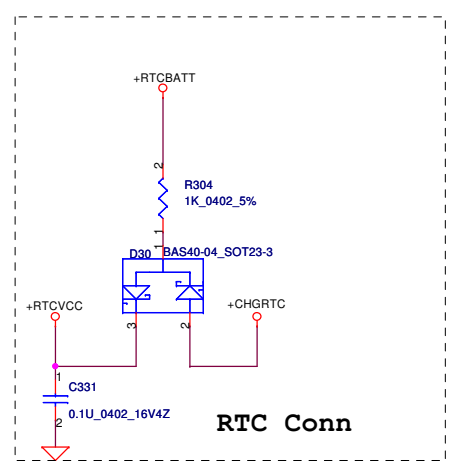 +RTCBATT
2
R304
1K_0402_5%
1
1
D30 BAS40-04_SOT23-3
+RTCVCC
+CHGRTC
3
2
1
C331
0.1U_0402_16V4Z
2
RTC Conn